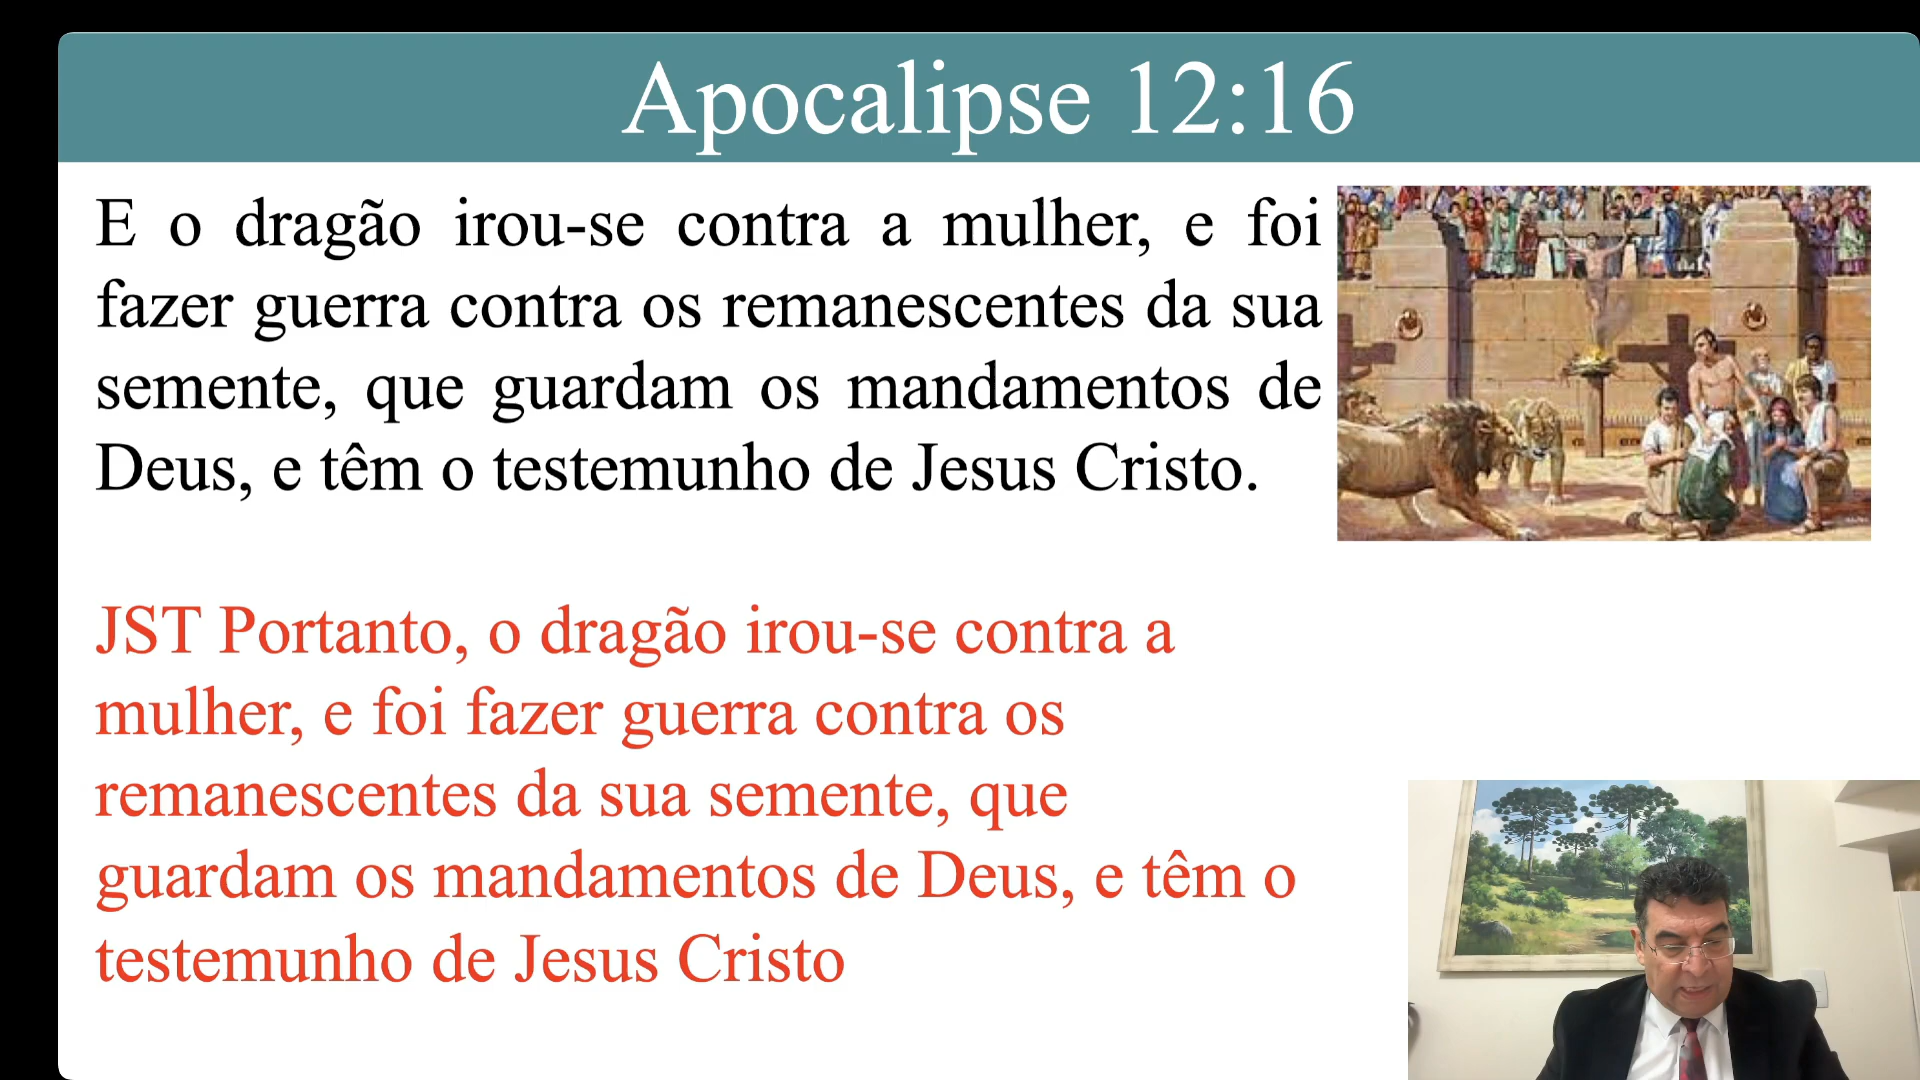 Apocalipse 12:16
E o dragão irou-se contra a mulher, e foi
fazer guerra contra os remanescentes da sua
semente, que guardam os mandamentos de
Deus, e têm o testemunho de Jesus Cristo.
JST Portanto, o dragão irou-se contra a
mulher, e foi fazer guerra contra os
remanescentes da sua semente, que
guardam os mandamentos de Deus, e têm o
testemunho de Jesus Cristo